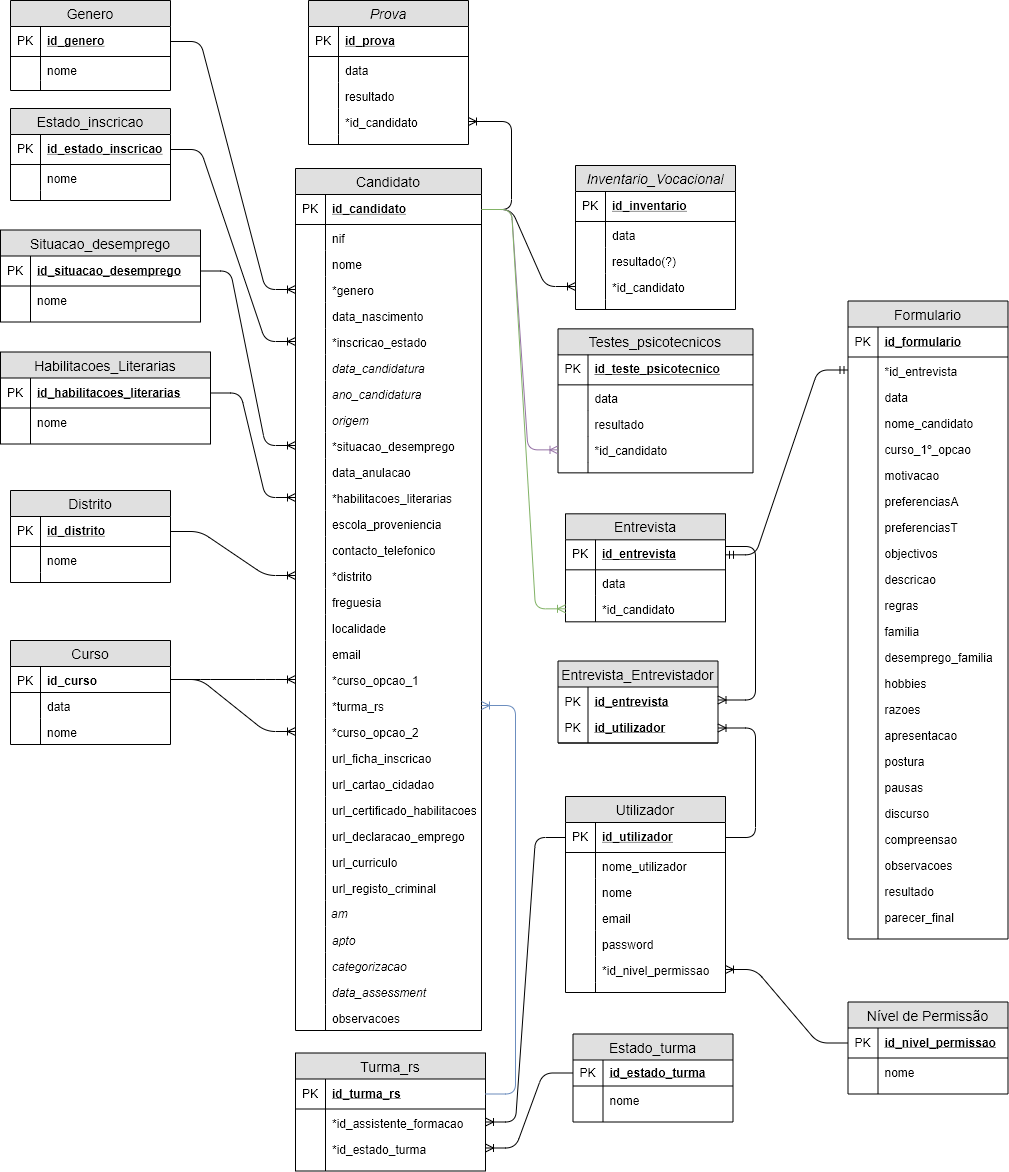 Genero
PK id_genero
nome
Estado_inscricao
PK id_estado_inscricao
nome
Situacao_desemprego
PK id_situacao_desemprego
nome
Habilitacoes_Literarias
PK id_habilitacoes_literarias
nome
Distrito
PK id_distrito
nome
Curso
PK id_curso
data
nome
Prova
PK id_prova
data
resultado
*id_candidato
Candidato
PK id_candidato
nif
nome
*genero
data_nascimento
*inscricao_estado
data_candidatura
ano_candidatura
origem
*situacao_desemprego
data_anulacao
*habilitacoes_literarias
escola_proveniencia
contacto_telefonico
*distrito
freguesia
localidade
email
*curso_opcao_1
*turma_rs
*curso_opcao_2
url_ficha_inscricao
url_cartao_cidadao
url_certificado_habilitacoes
url_declaracao_emprego
url_curriculo
url_registo_criminal
am
apto
categorizacao
data_assessment
observacoes
Turma_rs
PK id_turma_rs
*id_assistente_formacao
*id_estado_turma
Inventario_Vocacional
PK id_inventario
data
resultado(?)
*id_candidato
Testes_psicotecnicos
PK id_teste_psicotecnico
data
resultado
*id_candidato
Entrevista
PK id_entrevista
data
*id_candidato
Entrevista_Entrevistador
PK id_entrevista
PK id_utilizador
Utilizador
PK id_utilizador
nome_utilizador
nome
email
password
*id_nivel_permissao
Estado_turma
PK id_estado_turma
nome
Formulario
PK id_formulario
*id_entrevista
data
nome_candidato
curso_1º_opcao
motivacao
preferenciasA
preferenciasT
objectivos
descricao
regras
familia
desemprego_familia
hobbies
razoes
apresentacao
postura
pausas
discurso
compreensao
observacoes
resultado
parecer_final
Nível de Permissão
PK id_nivel_permissao
nome